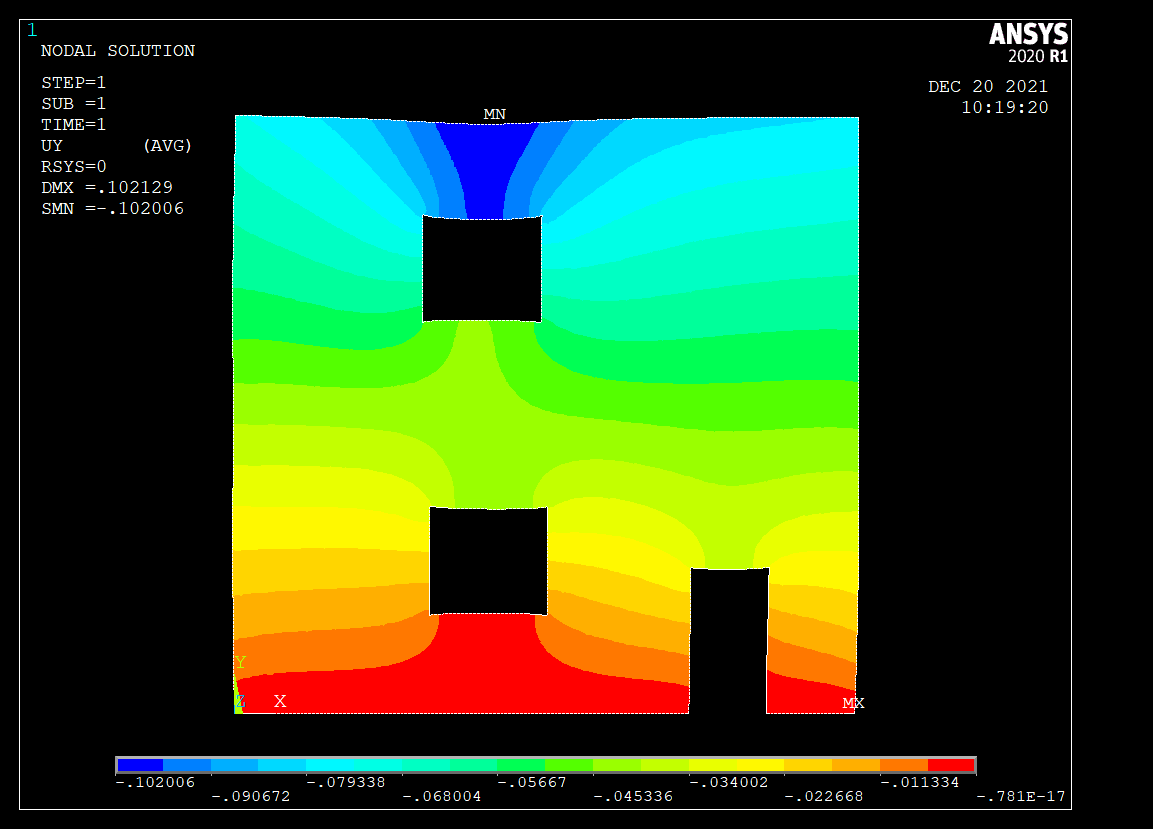 1
ANSYS
2020 R1
NODAL SOLUTION
STEP=1
SUB =1
TIME=1
UY (AVG)
RSYS=0
DMX =.102129
SMN =-.102006
DEC 20 2021
10:19:20
MN
Y
Z X
MX
-.102006 -.079338 -.05667 -.034002 -.011334
-.090672 -.068004 -.045336 -.022668 -.781E-17